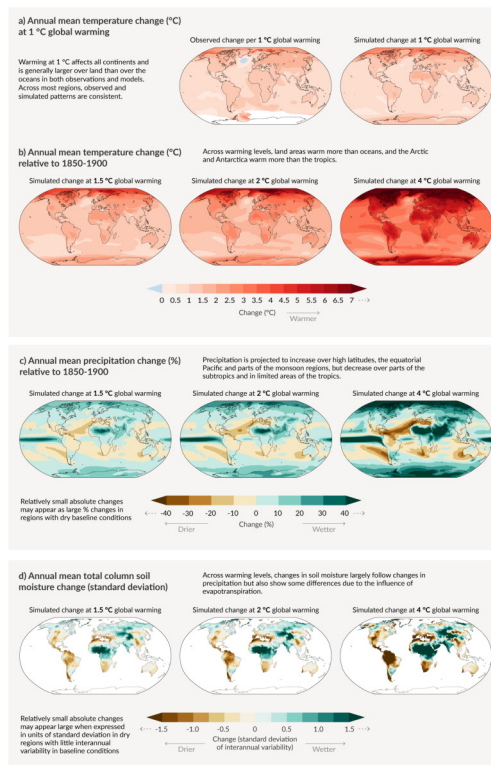 a) Annual mean temperature change (°C)
at 1 °C global warming
Warming at 1 °C affects all continents and
is generally larger over land than over the
oceans in both observations and models.
Across most regions, observed and
simulated patterns are consistent.
Observed change per 1 °C global warming
Simulated change at 1 °C global warming
b) Annual mean temperature change (°C)
relative to 1850-1900
Across warming levels, land areas warm more than oceans, and the Arctic
and Antarctica warm more than the tropics.
Simulated change at 1.5 °C global warming
Simulated change at 2 °C global warming
Simulated change at 4 °C global warming
0 0.5 1 1.5 2 2.5 3 3.5 4 4.5 5 5.5 6 6.5 7
Change (°C)
Warmer
c) Annual mean precipitation change (%)
relative to 1850-1900
Precipitation is projected to increase over high latitudes, the equatorial
Pacific and parts of the monsoon regions, but decrease over parts of the
subtropics and in limited areas of the tropics.
Simulated change at 1.5 °C global warming
Simulated change at 2 °C global warming
Simulated change at 4 °C global warming
Relatively small absolute changes
may appear as large % changes in
regions with dry baseline conditions
-40 -30 -20 -10 0 10 20 30 40
Change (%)
Drier
Wetter
d) Annual mean total column soil
moisture change (standard deviation)
Across warming levels, changes in soil moisture largely follow changes in
precipitation but also show some differences due to the influence of
evapotranspiration.
Simulated change at 1.5 °C global warming
Simulated change at 2 °C global warming
Simulated change at 4 °C global warming
Relatively small absolute changes
may appear large when expressed
in units of standard deviation in dry
regions with little interannual
variability in baseline conditions
-1.5 -1.0 -0.5 0 0.5 1.0 1.5
Change (standard deviation
of interannual variability)
Drier
Wetter